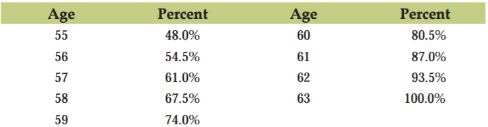 Age Percent Age Percent
55 48.0% 60 80.5%
56 54.5% 61 87.0%
57 61.0% 62 93.5%
58 67.5% 63 100.0%
59 74.0%